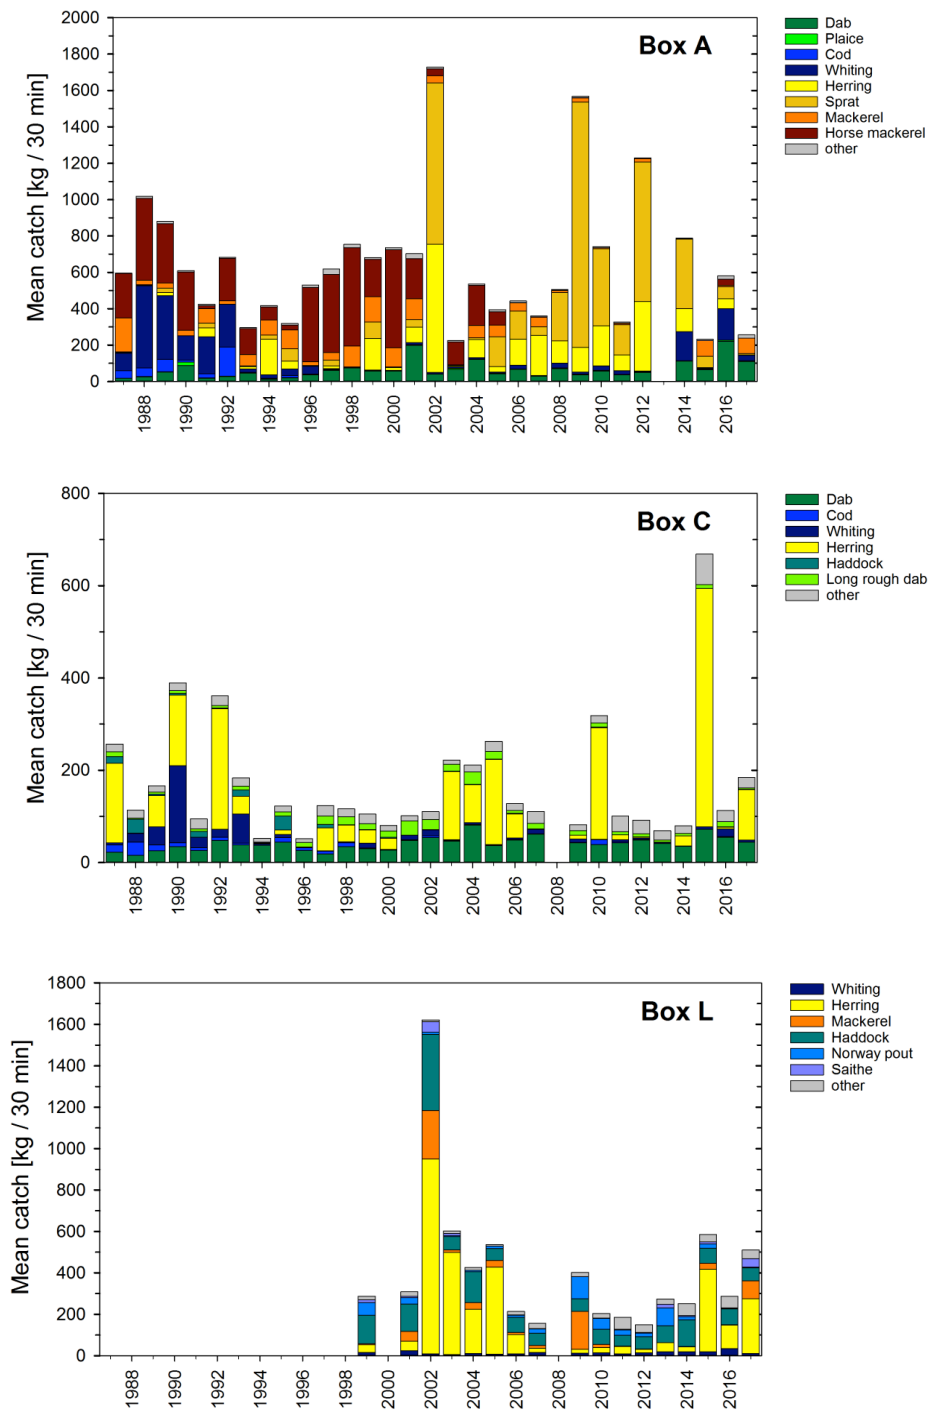 Mean catch [kg / 30 min]
2000
1800
1600
1400
1200
1000
800
600
400
200
0
Box A
Dab
Plaice
Cod
Whiting
Herring
Sprat
Mackerel
Horse mackerel
other
1988 1990 1992 1994 1996 1998 2000 2002 2004 2006 2008 2010 2012 2014 2016
Mean catch [kg / 30 min]
800
600
400
200
0
Box C
Dab
Cod
Whiting
Herring
Haddock
Long rough dab
other
1988 1990 1992 1994 1996 1998 2000 2002 2004 2006 2008 2010 2012 2014 2016
Mean catch [kg / 30 min]
1800
1600
1400
1200
1000
800
600
400
200
0
Box L
Whiting
Herring
Mackerel
Haddock
Norway pout
Saithe
other
1988 1990 1992 1994 1996 1998 2000 2002 2004 2006 2008 2010 2012 2014 2016